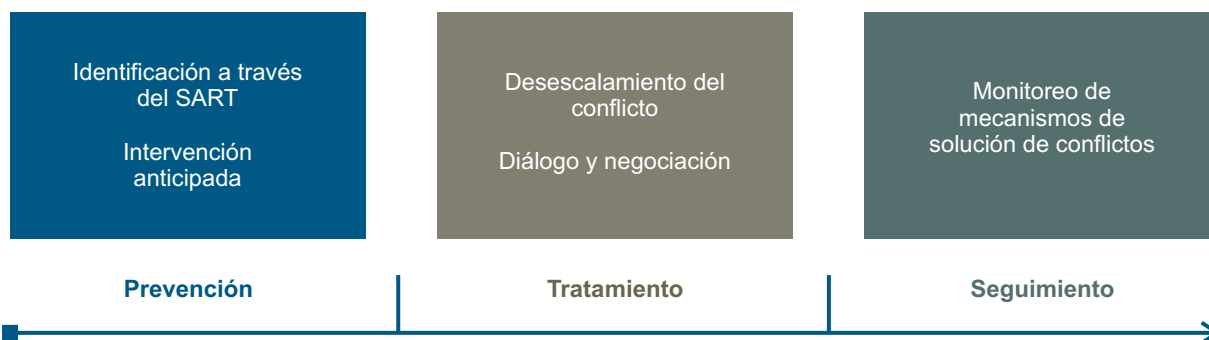 Identificación a través
del SART
Intervención
anticipada
Desescalamiento del
conflicto
Diálogo y negociación
Monitoreo de
mecanismos de
solución de conflictos
Prevención
Tratamiento
Seguimiento